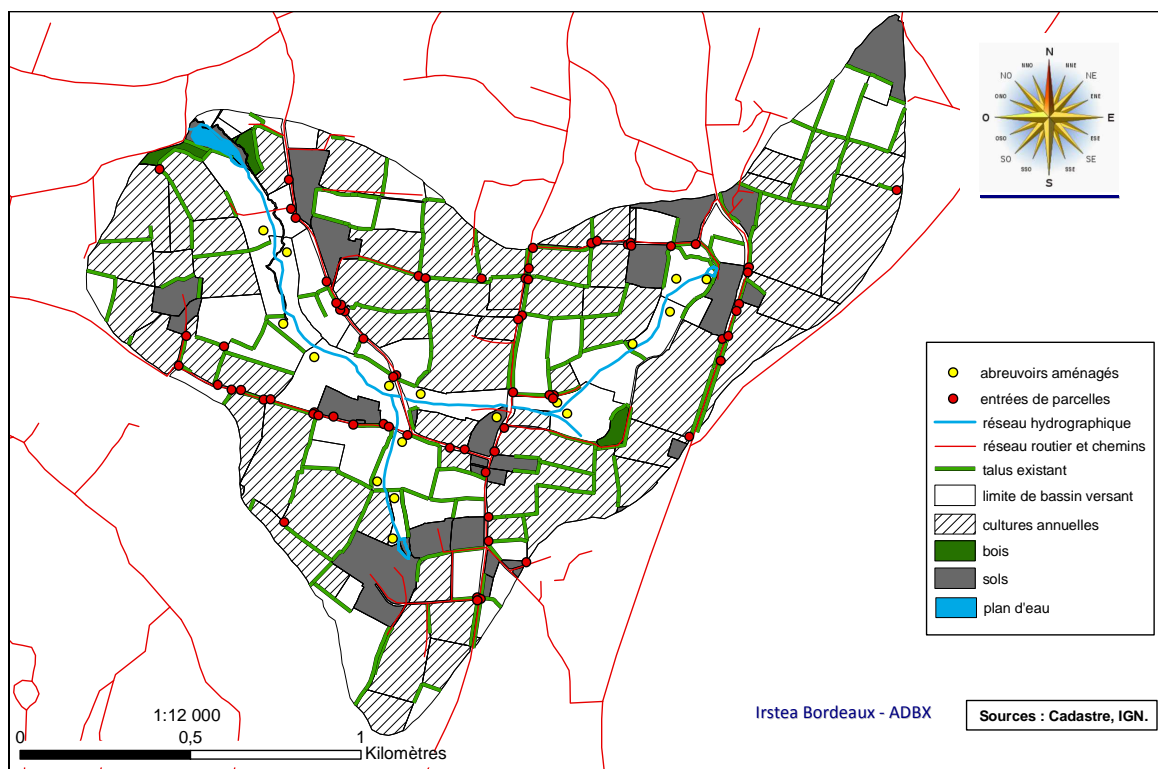 N
NNO
NNE
NO
NE
ONO
ENE
O
E
OSO
ESE
SO
SE
SSO
SSE
S
abreuvoirs aménagés
entrées de parcelles
réseau hydrographique
réseau routier et chemins
talus existant
limite de bassin versant
cultures annuelles
bois
sols
plan d'eau
1:12 000
0 0,5 1
Kilomètres
Irstea Bordeaux - ADBX
Sources : Cadastre, IGN.